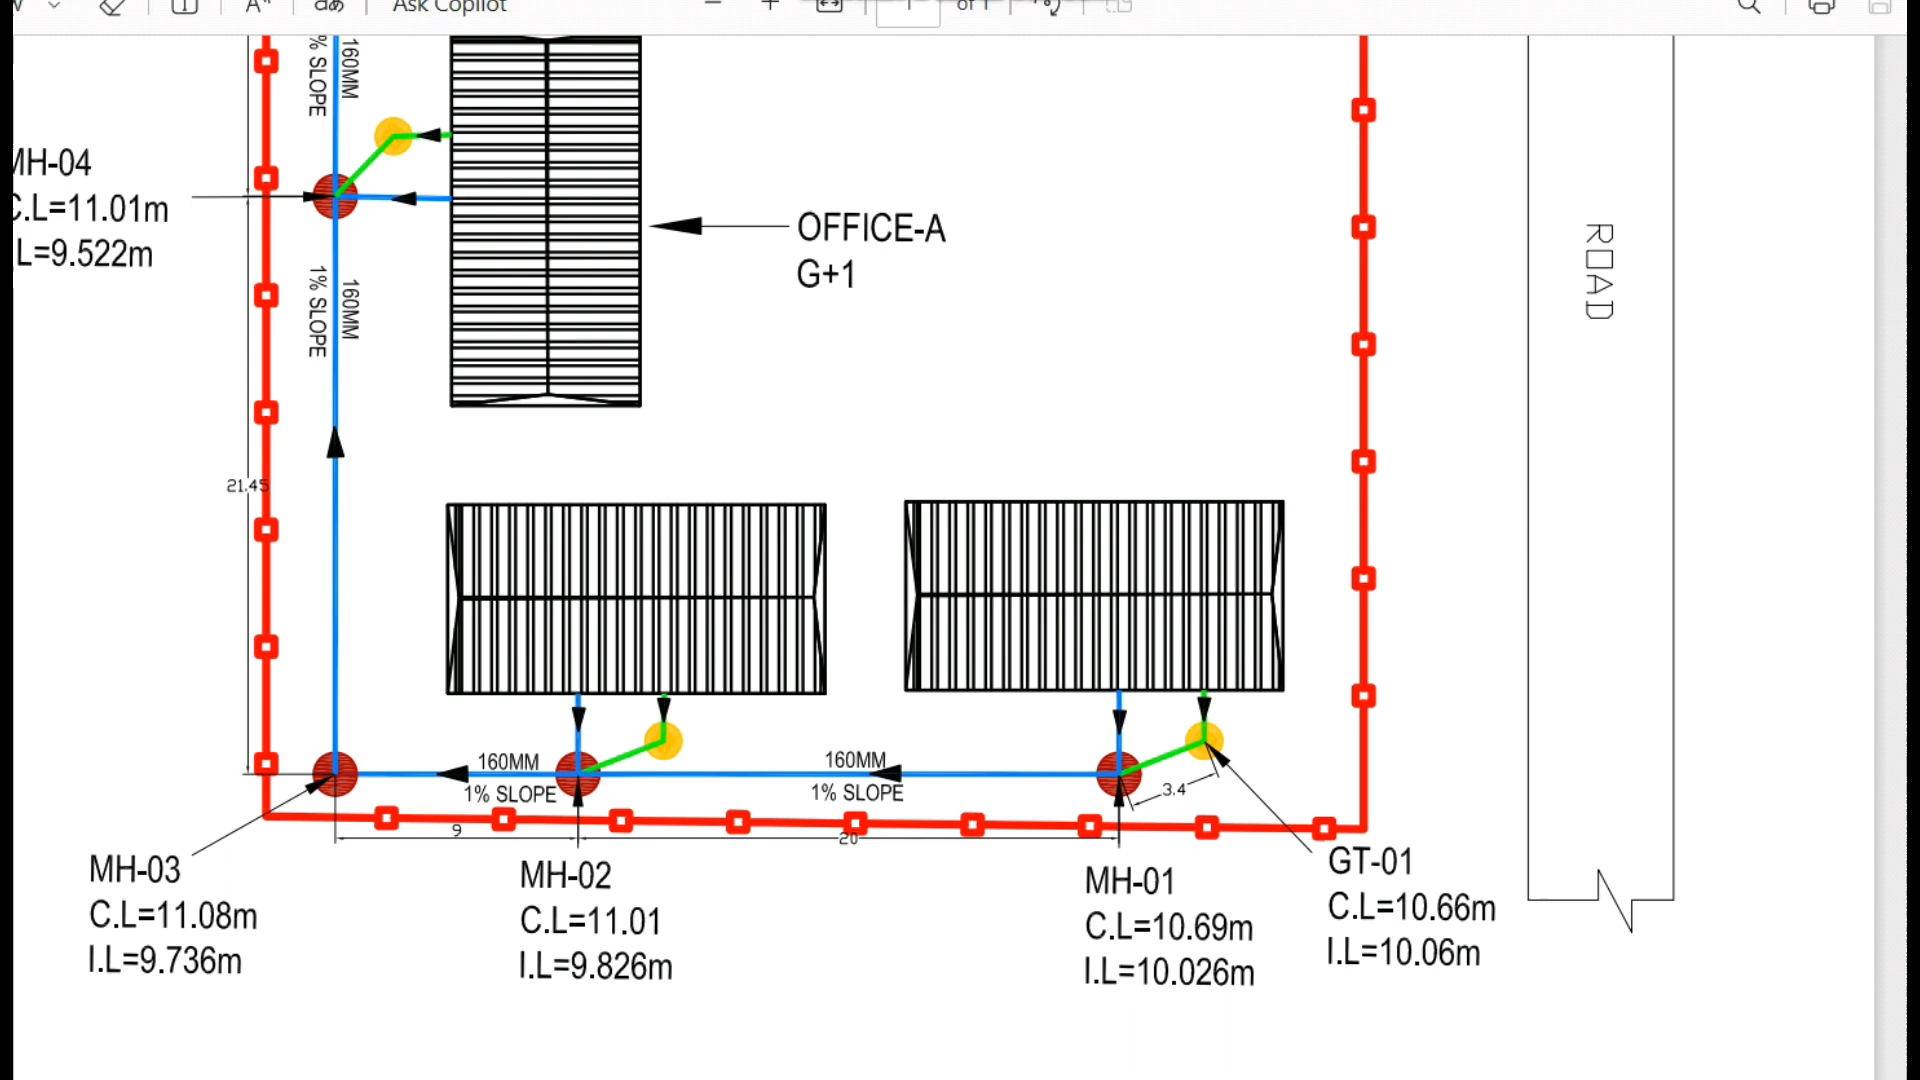 Ask Copilot
of 1
160MM
% SLOPE
MH-04
C.L=11.01m
I.L=9.522m
160MM
1% SLOPE
OFFICE-A
G+1
ROAD
21.45
160MM
1% SLOPE
160MM
1% SLOPE
3.4
9
20
MH-03
C.L=11.08m
I.L=9.736m
MH-02
C.L=11.01
I.L=9.826m
MH-01
C.L=10.69m
I.L=10.026m
GT-01
C.L=10.66m
I.L=10.06m